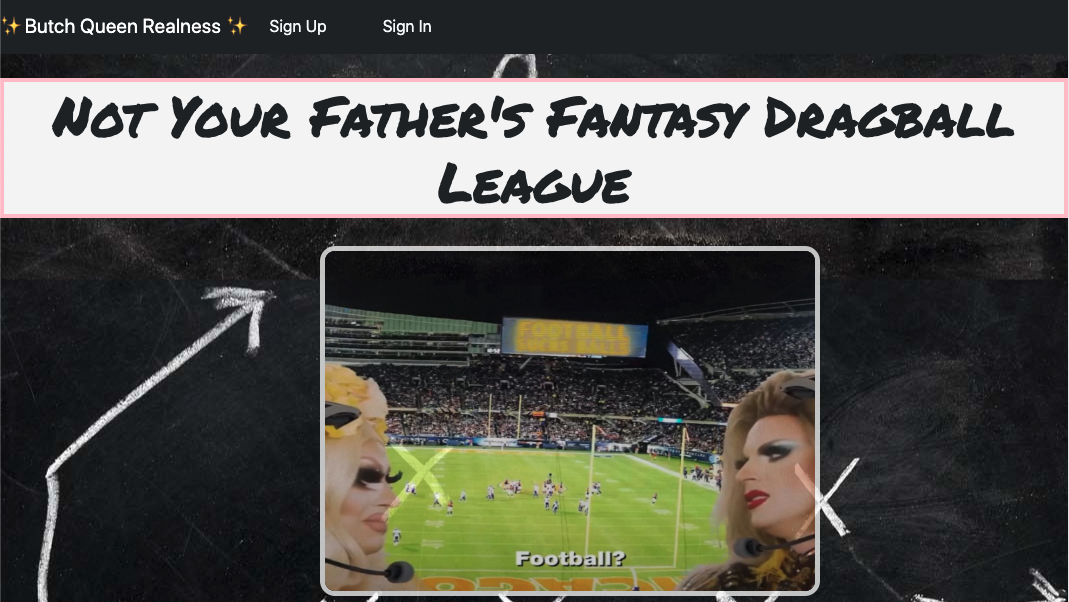 ✨ Butch Queen Realness ✨ Sign Up Sign In
Not Your Father's Fantasy Dragball
League
FOOTBALL
Football?